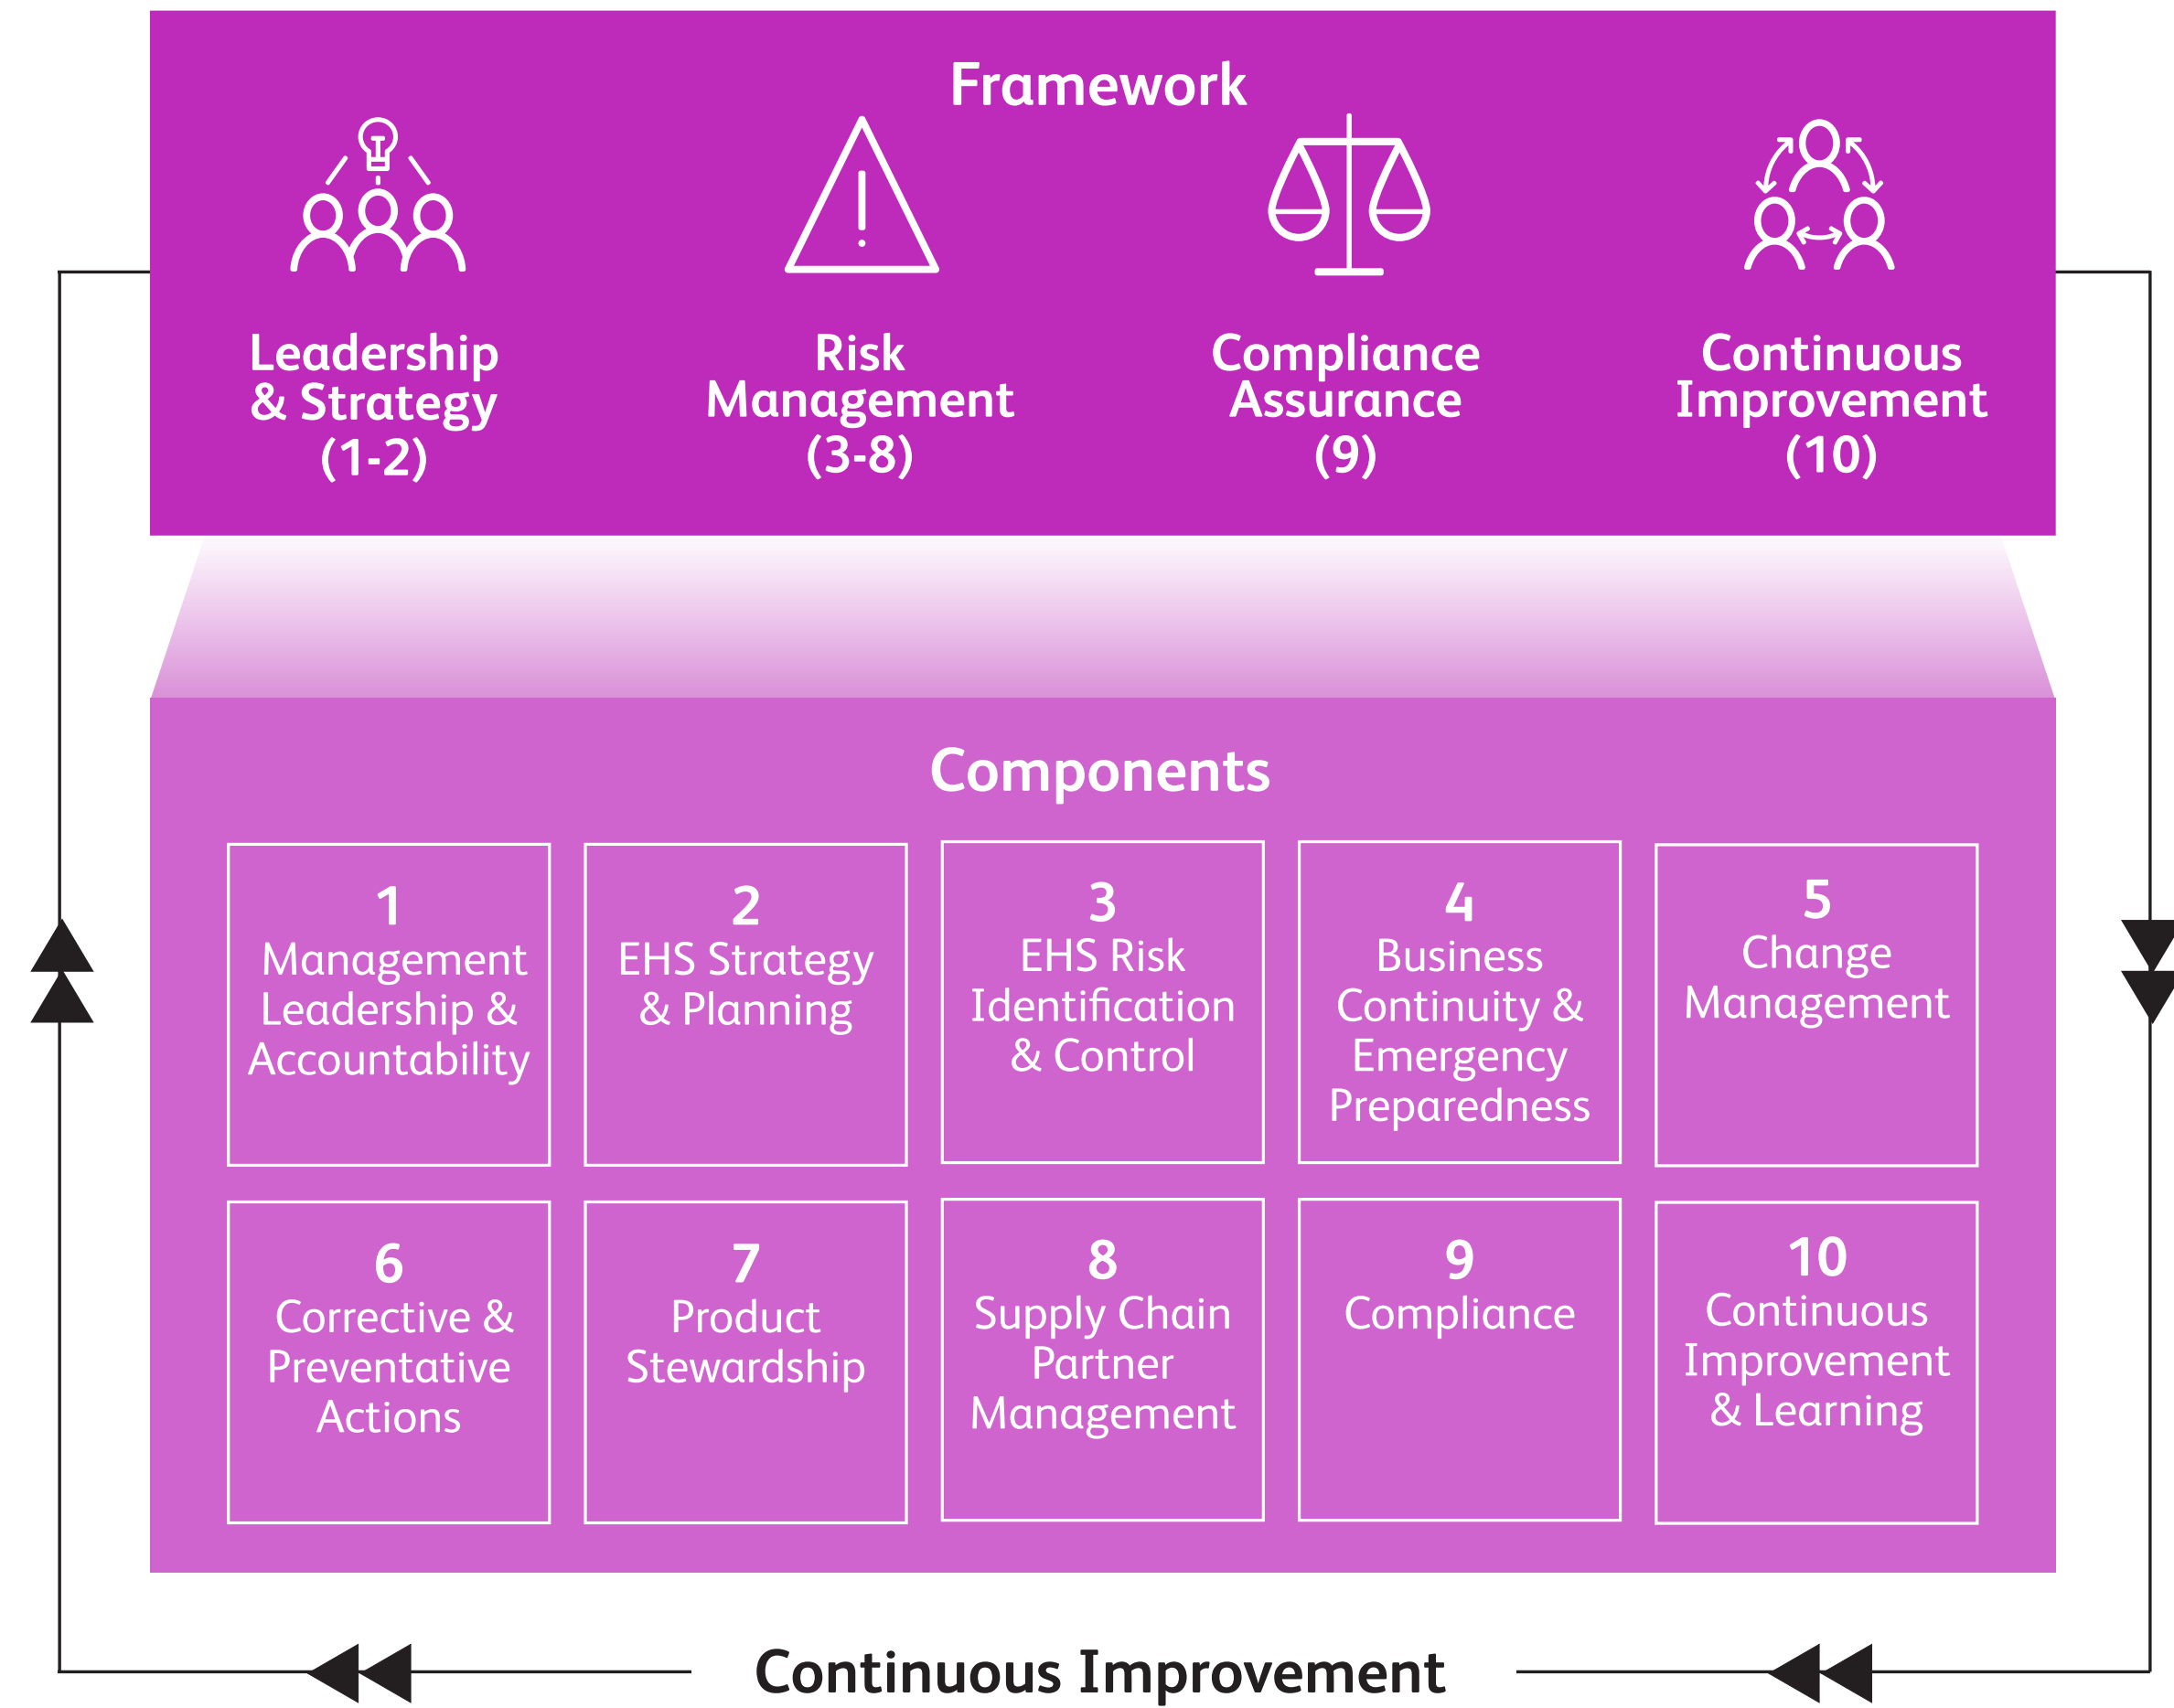 Framework
Leadership
& Strategy
(1-2)
Risk
Management
(3-8)
Compliance
Assurance
(9)
Continuous
Improvement
(10)
Components
1
Management
Leadership &
Accountability
2
EHS Strategy
& Planning
3
EHS Risk
Identification
& Control
4
Business
Continuity &
Emergency
Preparedness
5
Change
Management
6
Corrective &
Preventative
Actions
7
Product
Stewardship
8
Supply Chain
Partner
Management
9
Compliance
10
Continuous
Improvement
& Learning
Continuous Improvement